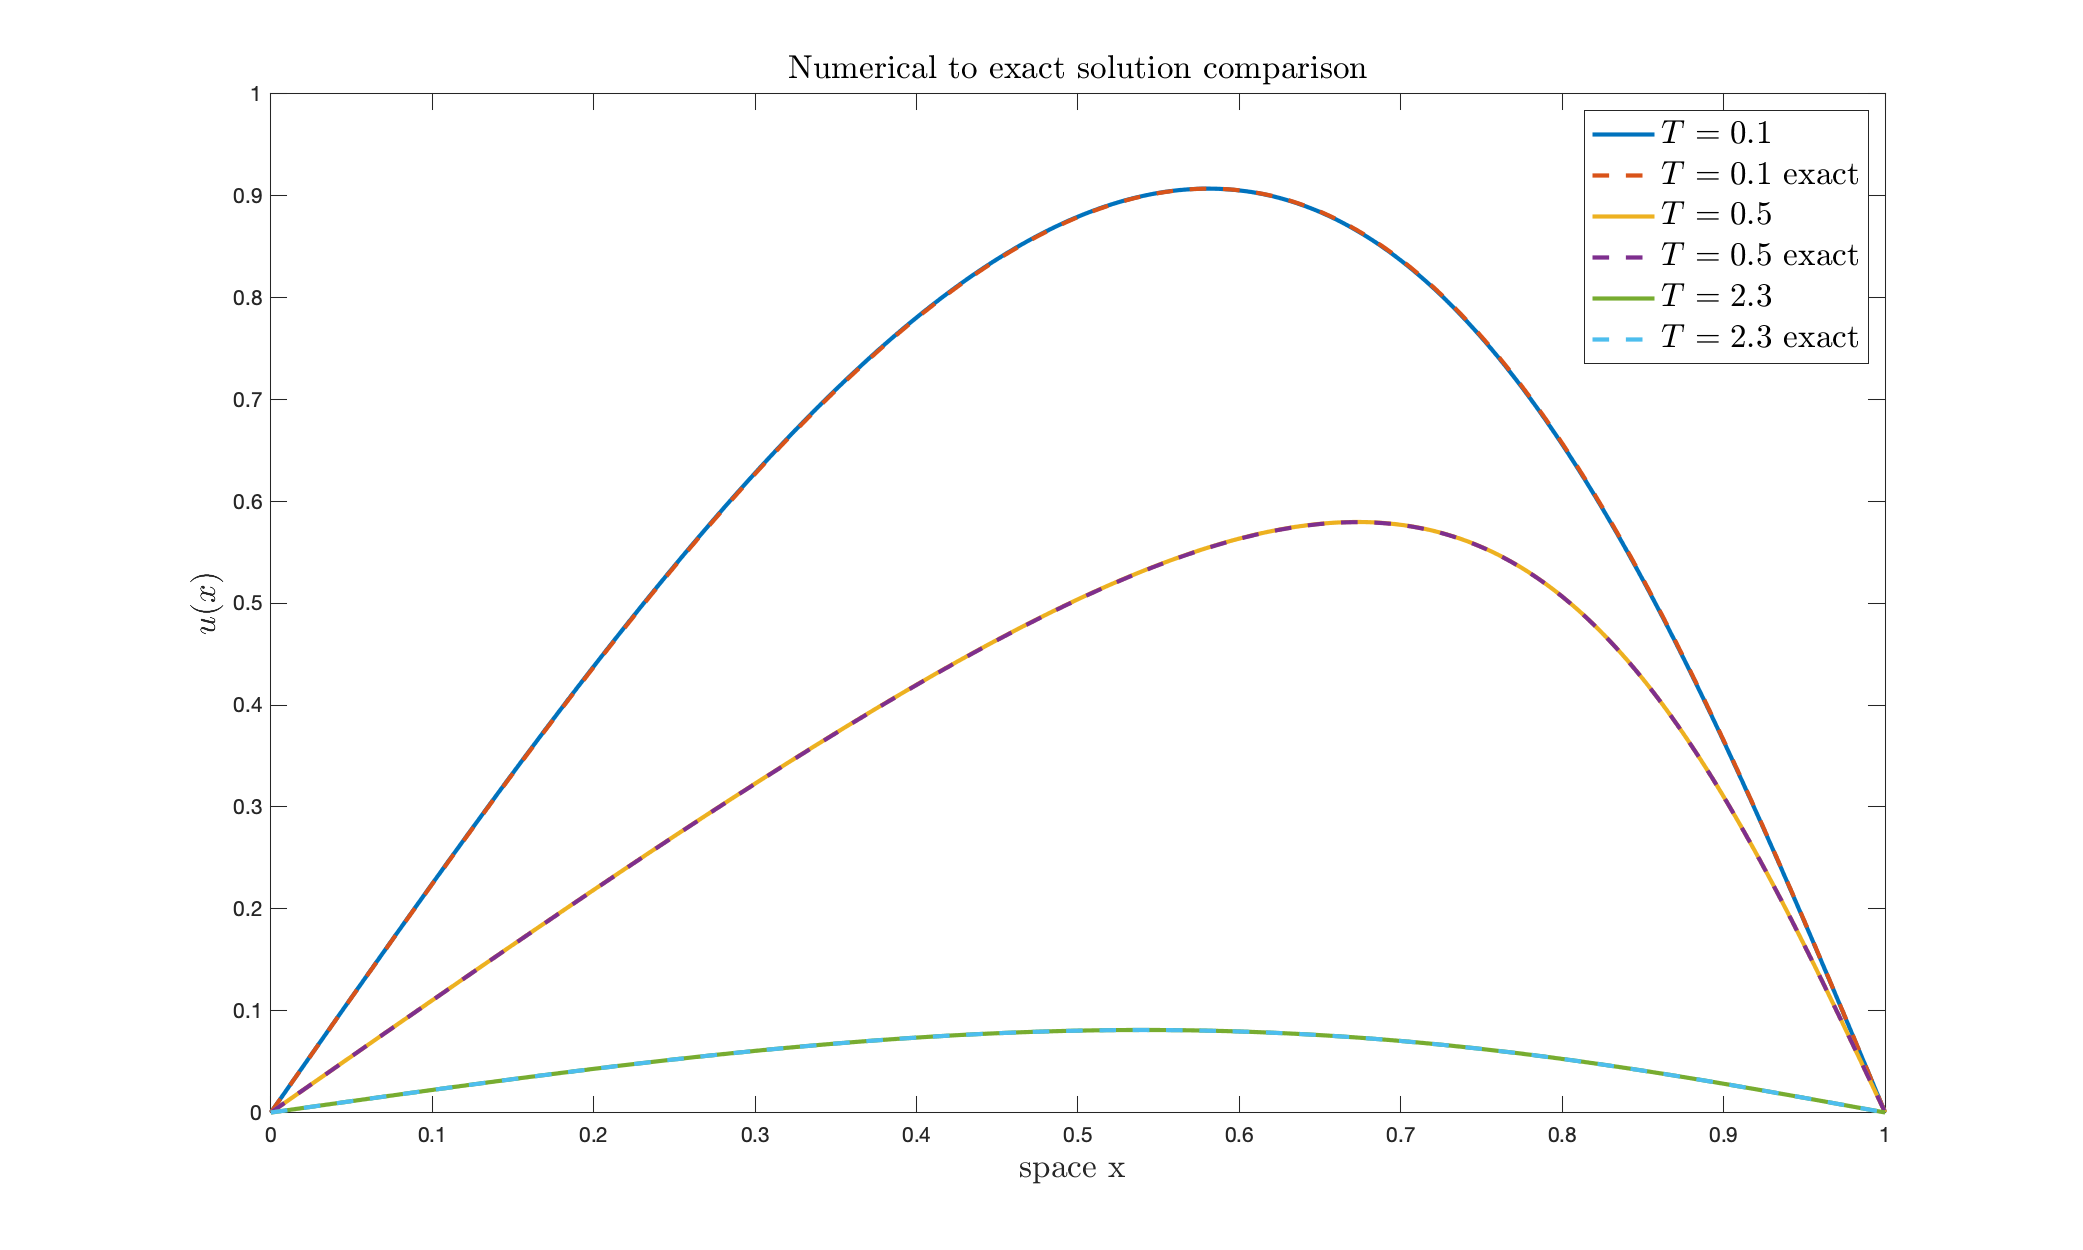 Numerical to exact solution comparison
1
0.9
0.8
0.7
0.6
0.5
0.4
0.3
0.2
0.1
0
u(x)
T = 0.1
T = 0.1 exact
T = 0.5
T = 0.5 exact
T = 2.3
T = 2.3 exact
0 0.1 0.2 0.3 0.4 0.5 0.6 0.7 0.8 0.9 1
space x